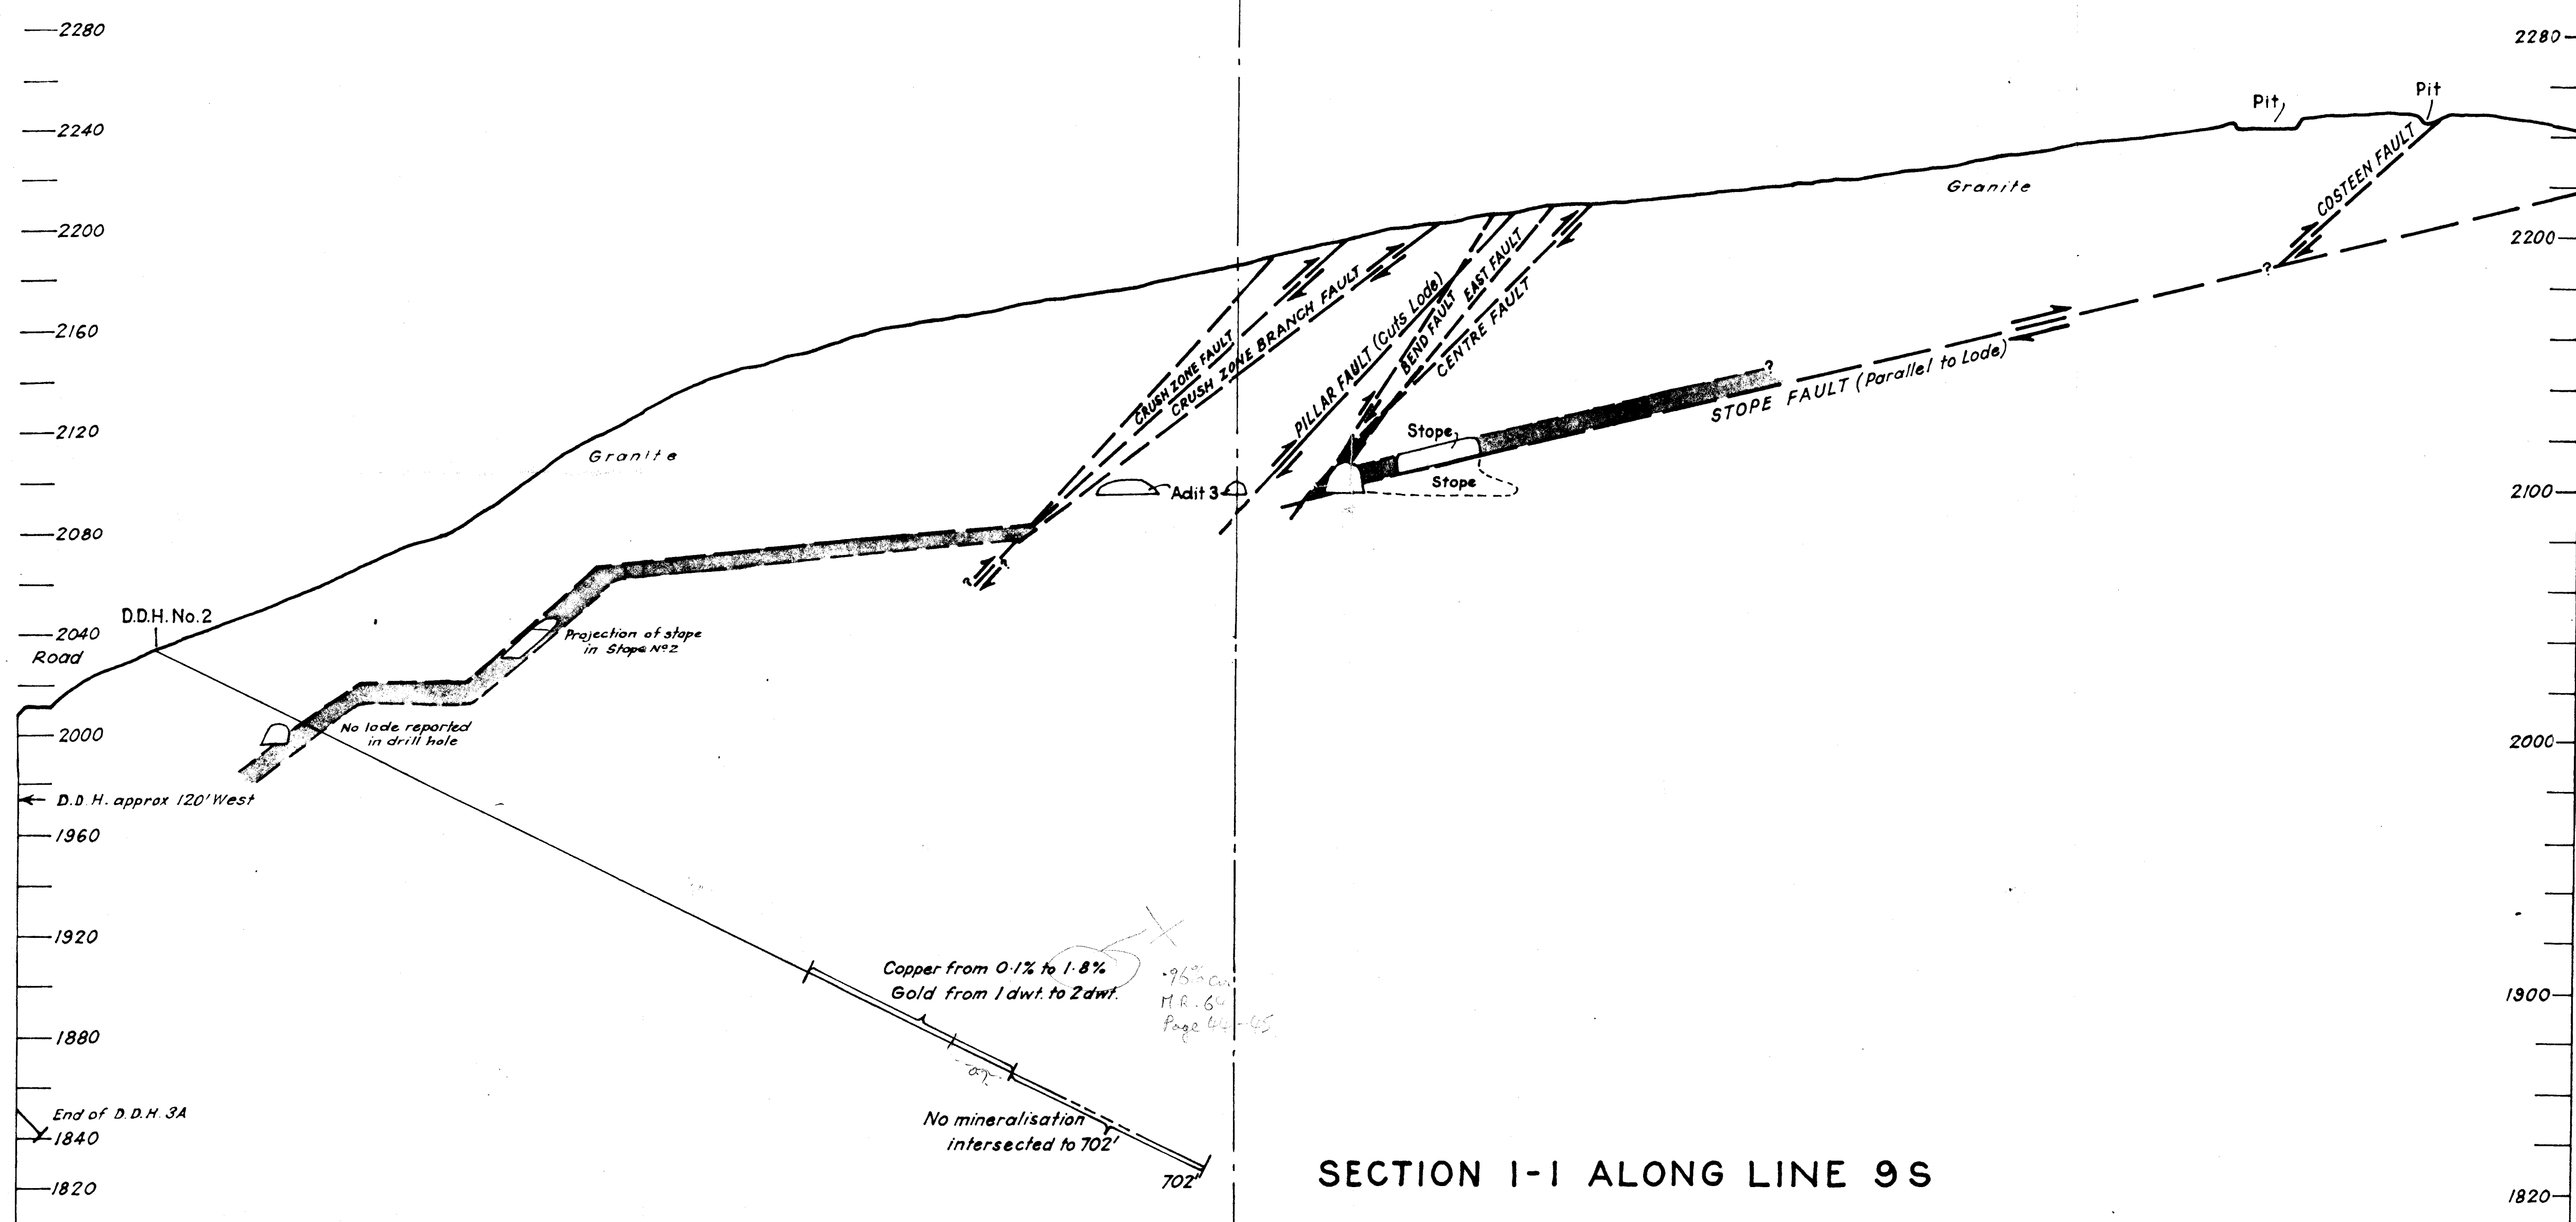 2280
2240
2200
2160
2120
2080
2040
2000
1960
1920
1880
1840
1820
2280
2200
2100
2000
1900
1820
Pit
Pit
COSTEEN FAULT
Granite
?
STOPE FAULT (Parallel to Lode)
?
CRUSH ZONE FAULT
CRUSH ZONE BRANCH FAULT
PILLAR FAULT (Cuts Lode)
BEND FAULT
EAST FAULT
CENTRE FAULT
Stope
Stope
Adit 3
Granite
?
?
D.D.H. No. 2
Road
Projection of stope
in Stope No 2
No lode reported
in drill hole
D.D.H. approx 120' West
Copper from 0·1% to 1·8%
Gold from 1 dwt. to 2 dwt.
·96% Cu
M.R. 64
Page 44-45
End of D.D.H. 3A
No mineralisation
intersected to 702'
702'
SECTION 1-1 ALONG LINE 9S